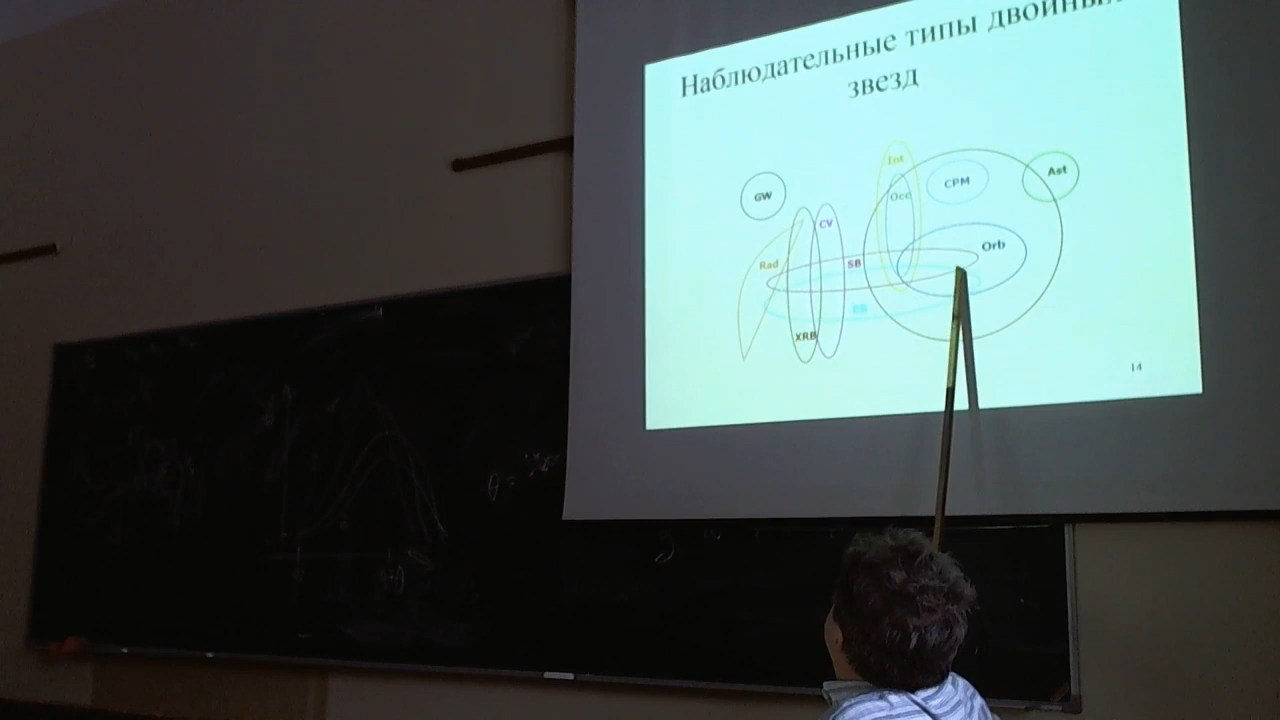 Наблюдательные типы двойных
звезд
Int
Ast
CPM
GW
Occ
CV
Orb
Rad
SB
EB
XRB
14
θ =